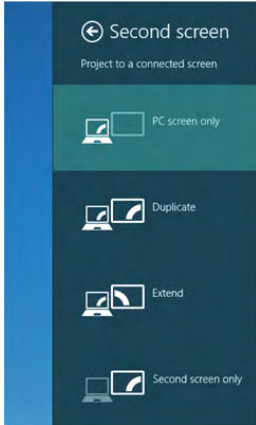 Second screen
Project to a connected screen
PC screen only
Duplicate
Extend
Second screen only